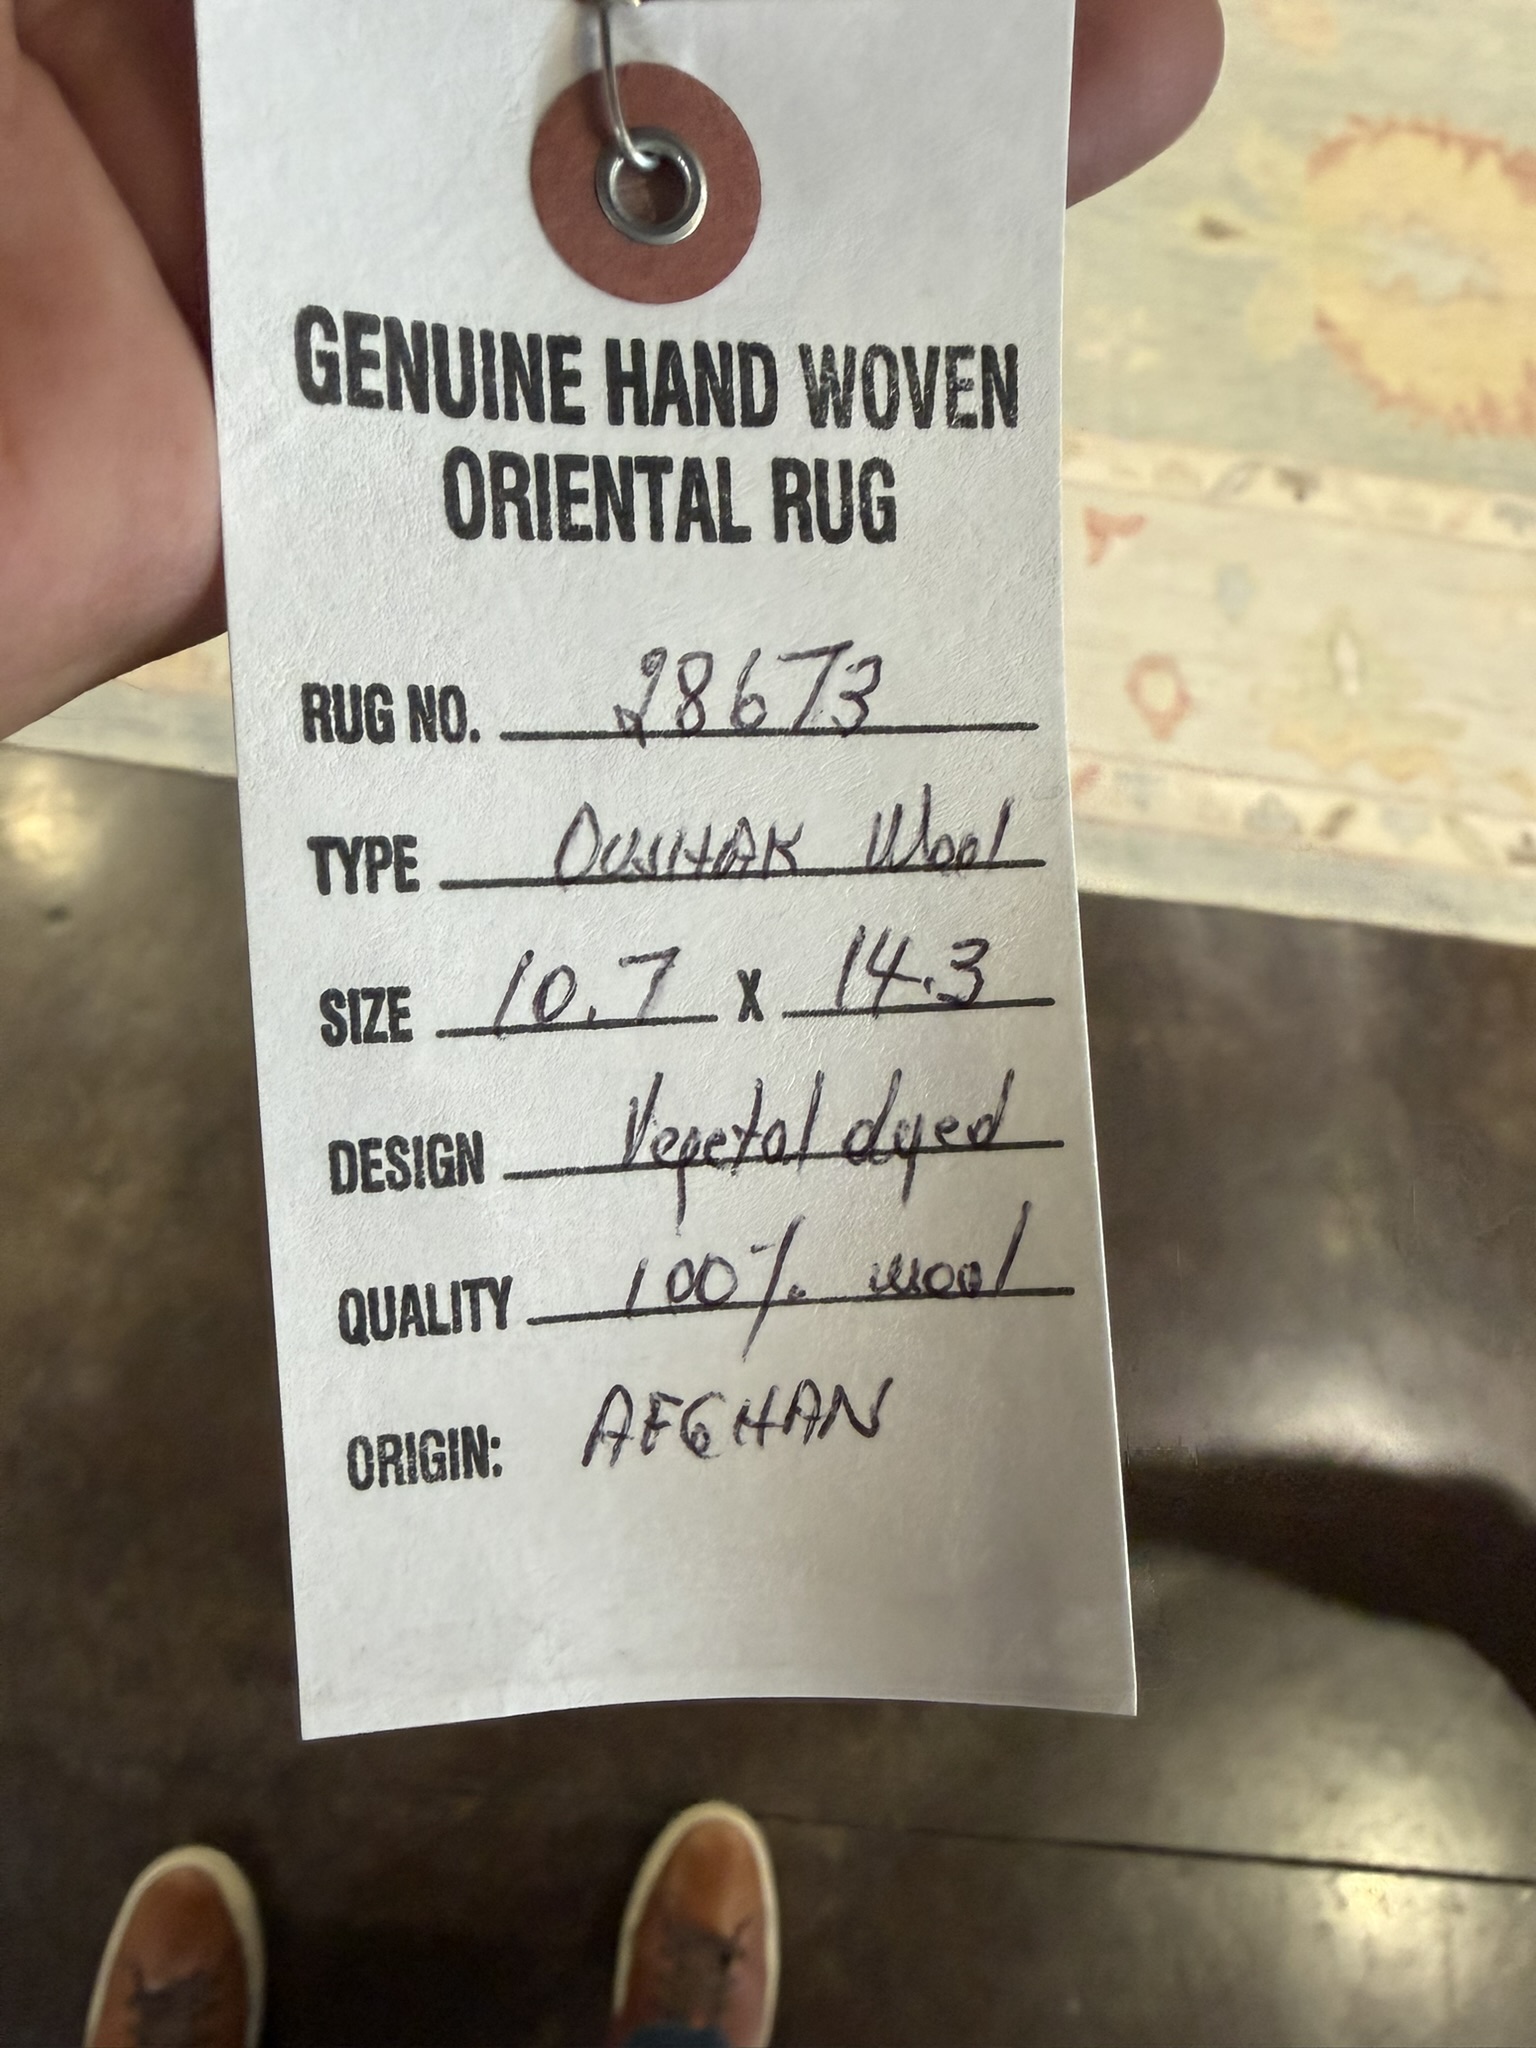 GENUINE HAND WOVEN
ORIENTAL RUG
RUG NO. 28673
TYPE OUSHAK Wool
SIZE 10.7 X 14.3
DESIGN Vegetal dyed
QUALITY 100% wool
ORIGIN: AFGHAN